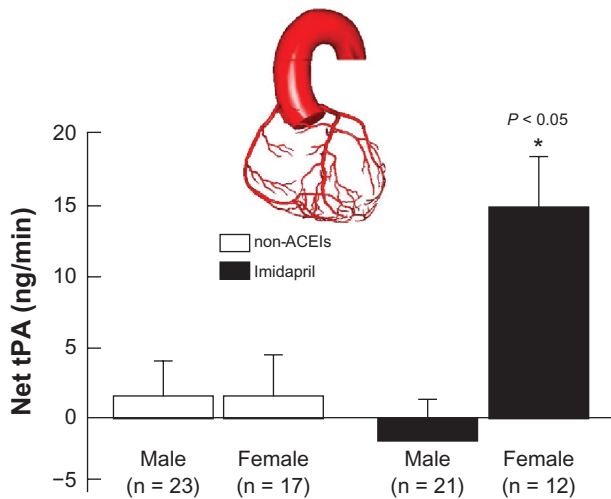 P < 0.05
*
20
15
10
5
0
−5
Net tPA (ng/min)
non-ACEIs
Imidapril
Male
(n = 23)
Female
(n = 17)
Male
(n = 21)
Female
(n = 12)